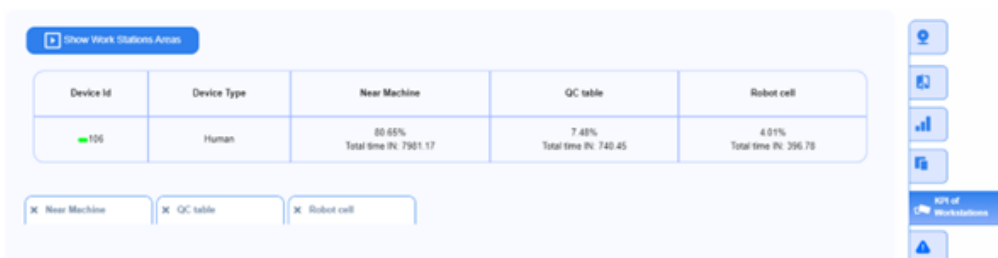 Show Work Stations Areas
Device Id Device Type Near Machine QC table Robot cell
106 Human 80.65% 7.48% 4.01%
Total time IN: 7981.17 Total time IN: 740.45 Total time IN: 396.78
Near Machine QC table Robot cell
KPI of
Workstations